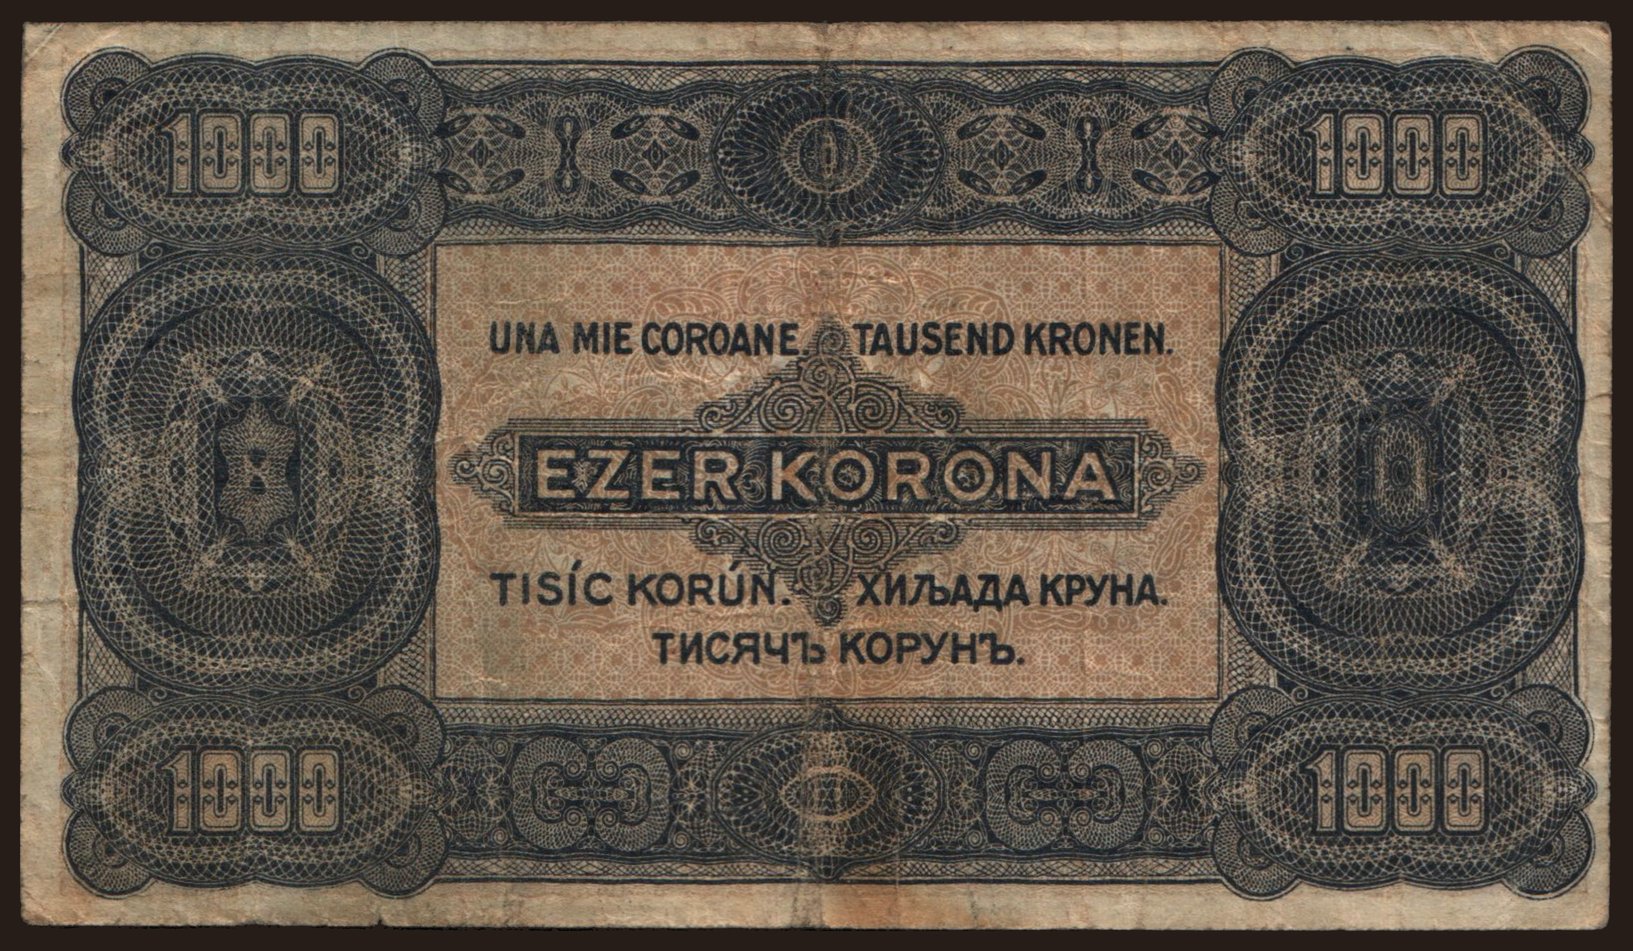 1000 1000
UNA MIE COROANE TAUSEND KRONEN.
EZER KORONA
TISÍC KORÚN. ХИЉАДА КРУНА.
ТИСЯЧЪ КОРУНЪ.
1000 1000